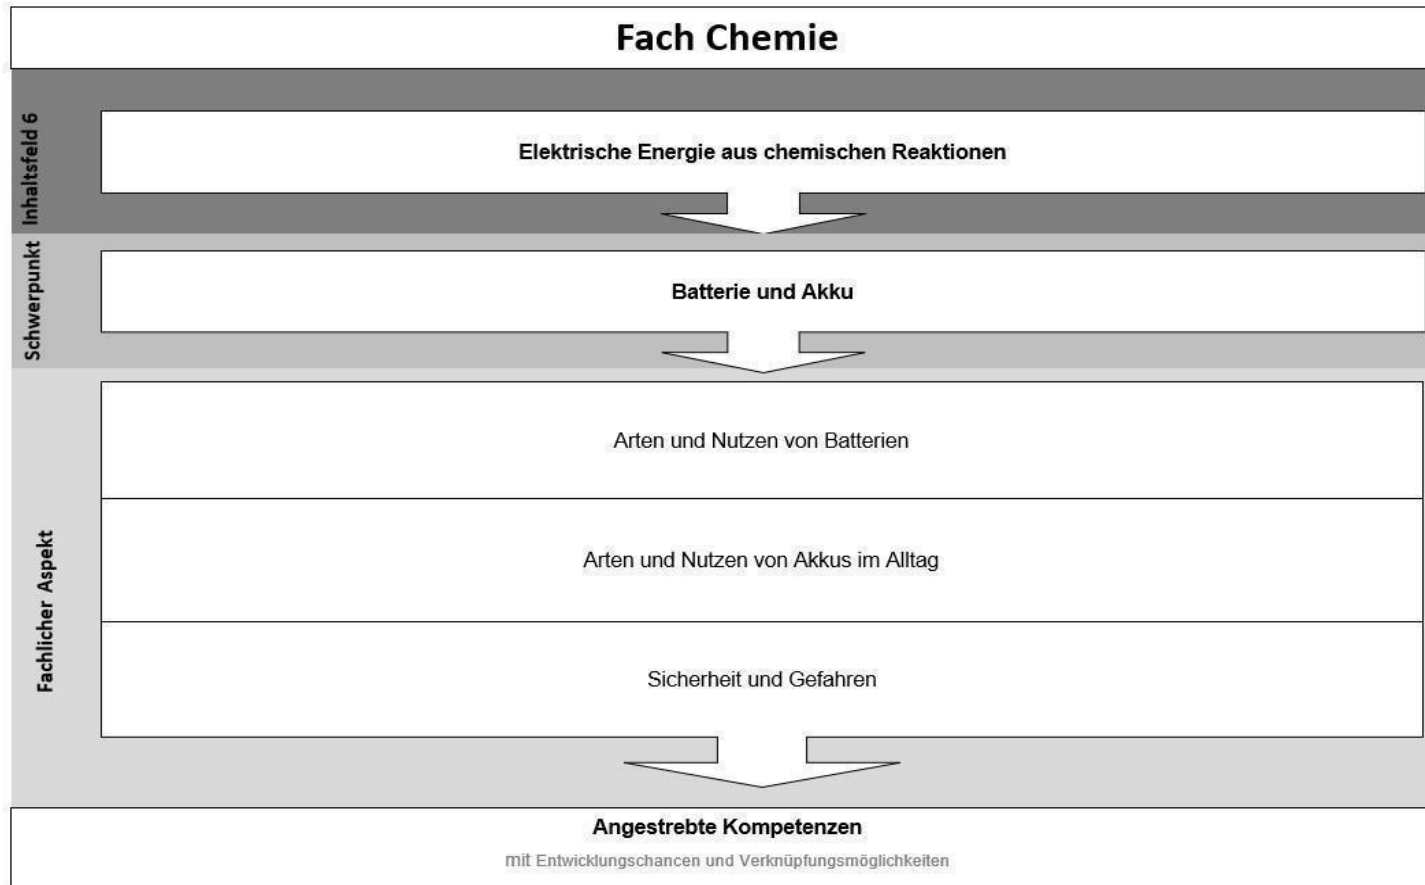 Fach Chemie
Inhaltsfeld 6
Elektrische Energie aus chemischen Reaktionen
Schwerpunkt
Batterie und Akku
Fachlicher Aspekt
Arten und Nutzen von Batterien
Arten und Nutzen von Akkus im Alltag
Sicherheit und Gefahren
Angestrebte Kompetenzen
mit Entwicklungschancen und Verknüpfungsmöglichkeiten